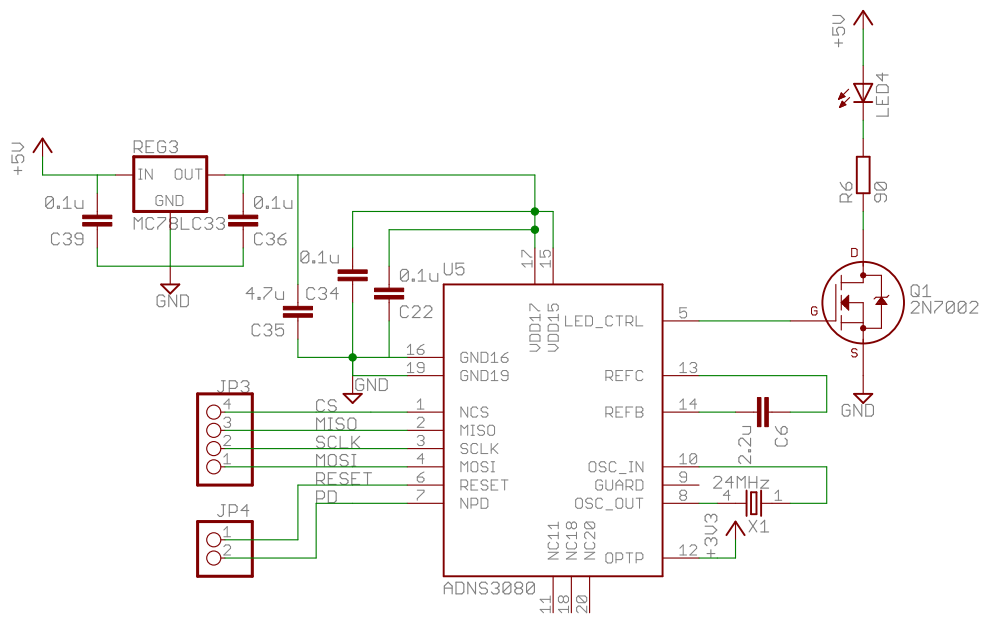 +5V
LED4
R6
90
D
G
S
Q1
2N7002
GND
+5V
REG3
IN OUT
GND
MC78LC33
0.1u
C39
0.1u
C36
GND
0.1u
C34
0.1u
C22
4.7u
C35
GND
U5
17
15
VDD17
VDD15
LED_CTRL 5
16 GND16
19 GND19
REFC 13
REFB 14
2.2u
C6
JP3
4 CS 1 NCS
3 MISO 2 MISO
2 SCLK 3 SCLK
1 MOSI 4 MOSI
RESET 6 RESET
PD 7 NPD
JP4
1
2
OSC_IN 10
GUARD 9
OSC_OUT 8
24MHz
4 1
X1
+3V3
OPTP 12
NC11
NC18
NC20
11
18
20
ADNS3080